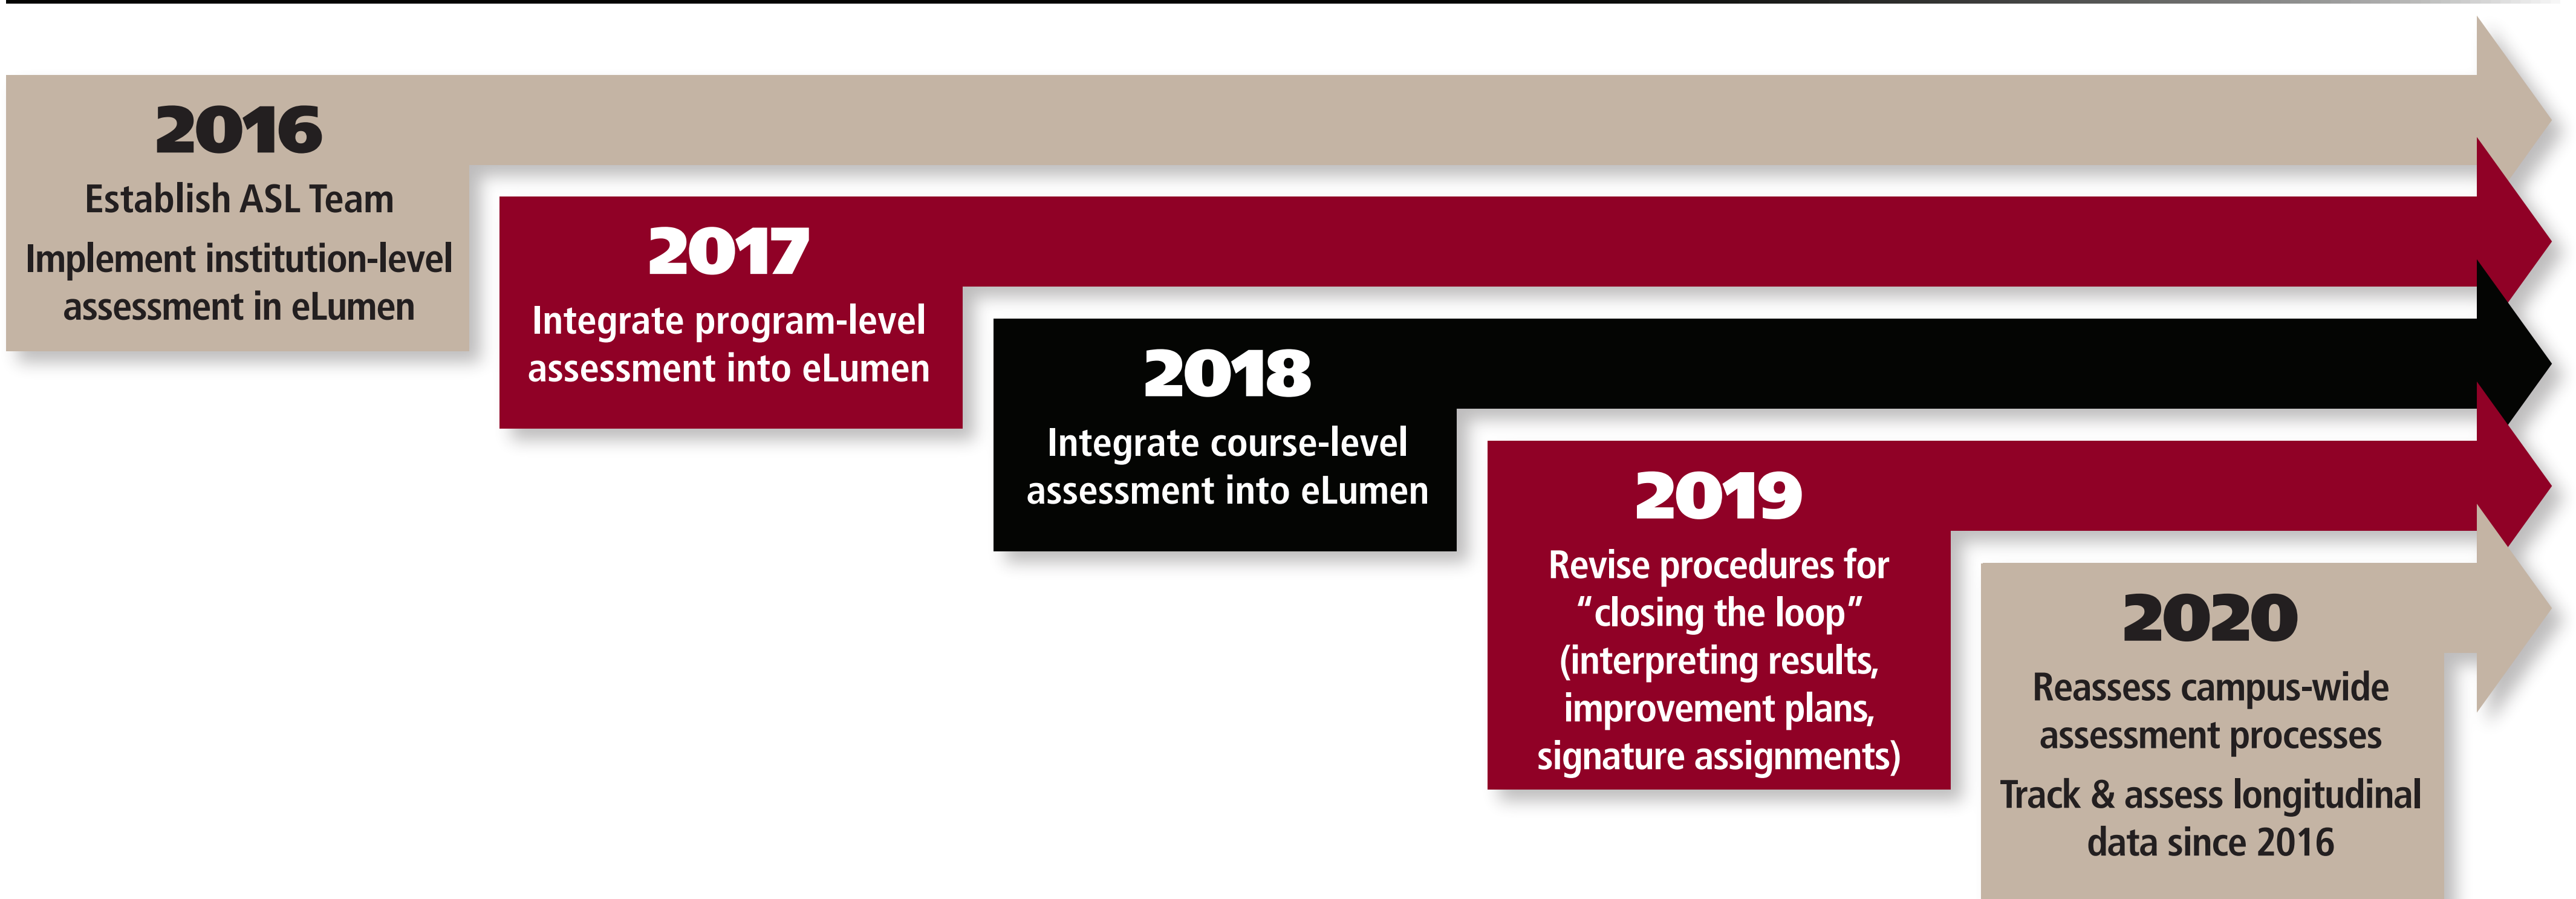 2016
Establish ASL Team
Implement institution-level
assessment in eLumen
2017
Integrate program-level
assessment into eLumen
2018
Integrate course-level
assessment into eLumen
2019
Revise procedures for
“closing the loop”
(interpreting results,
improvement plans,
signature assignments)
2020
Reassess campus-wide
assessment processes
Track & assess longitudinal
data since 2016